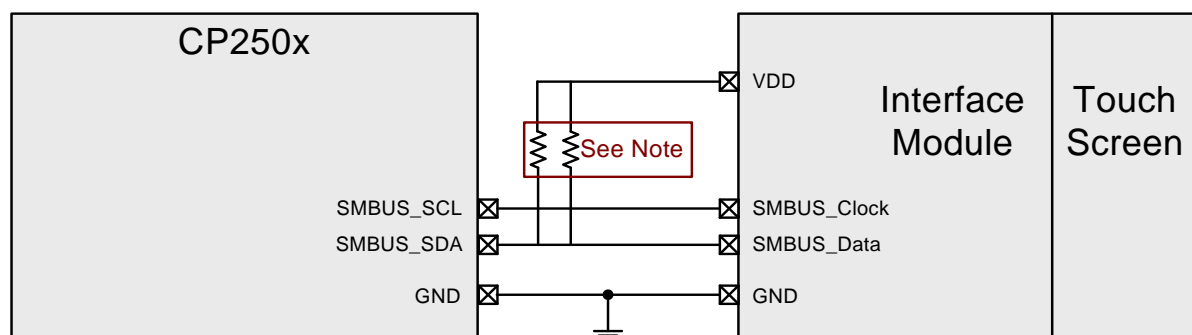 CP250x
VDD
Interface
Module
Touch
Screen
See Note
SMBUS_SCL
SMBUS_Clock
SMBUS_SDA
SMBUS_Data
GND
GND